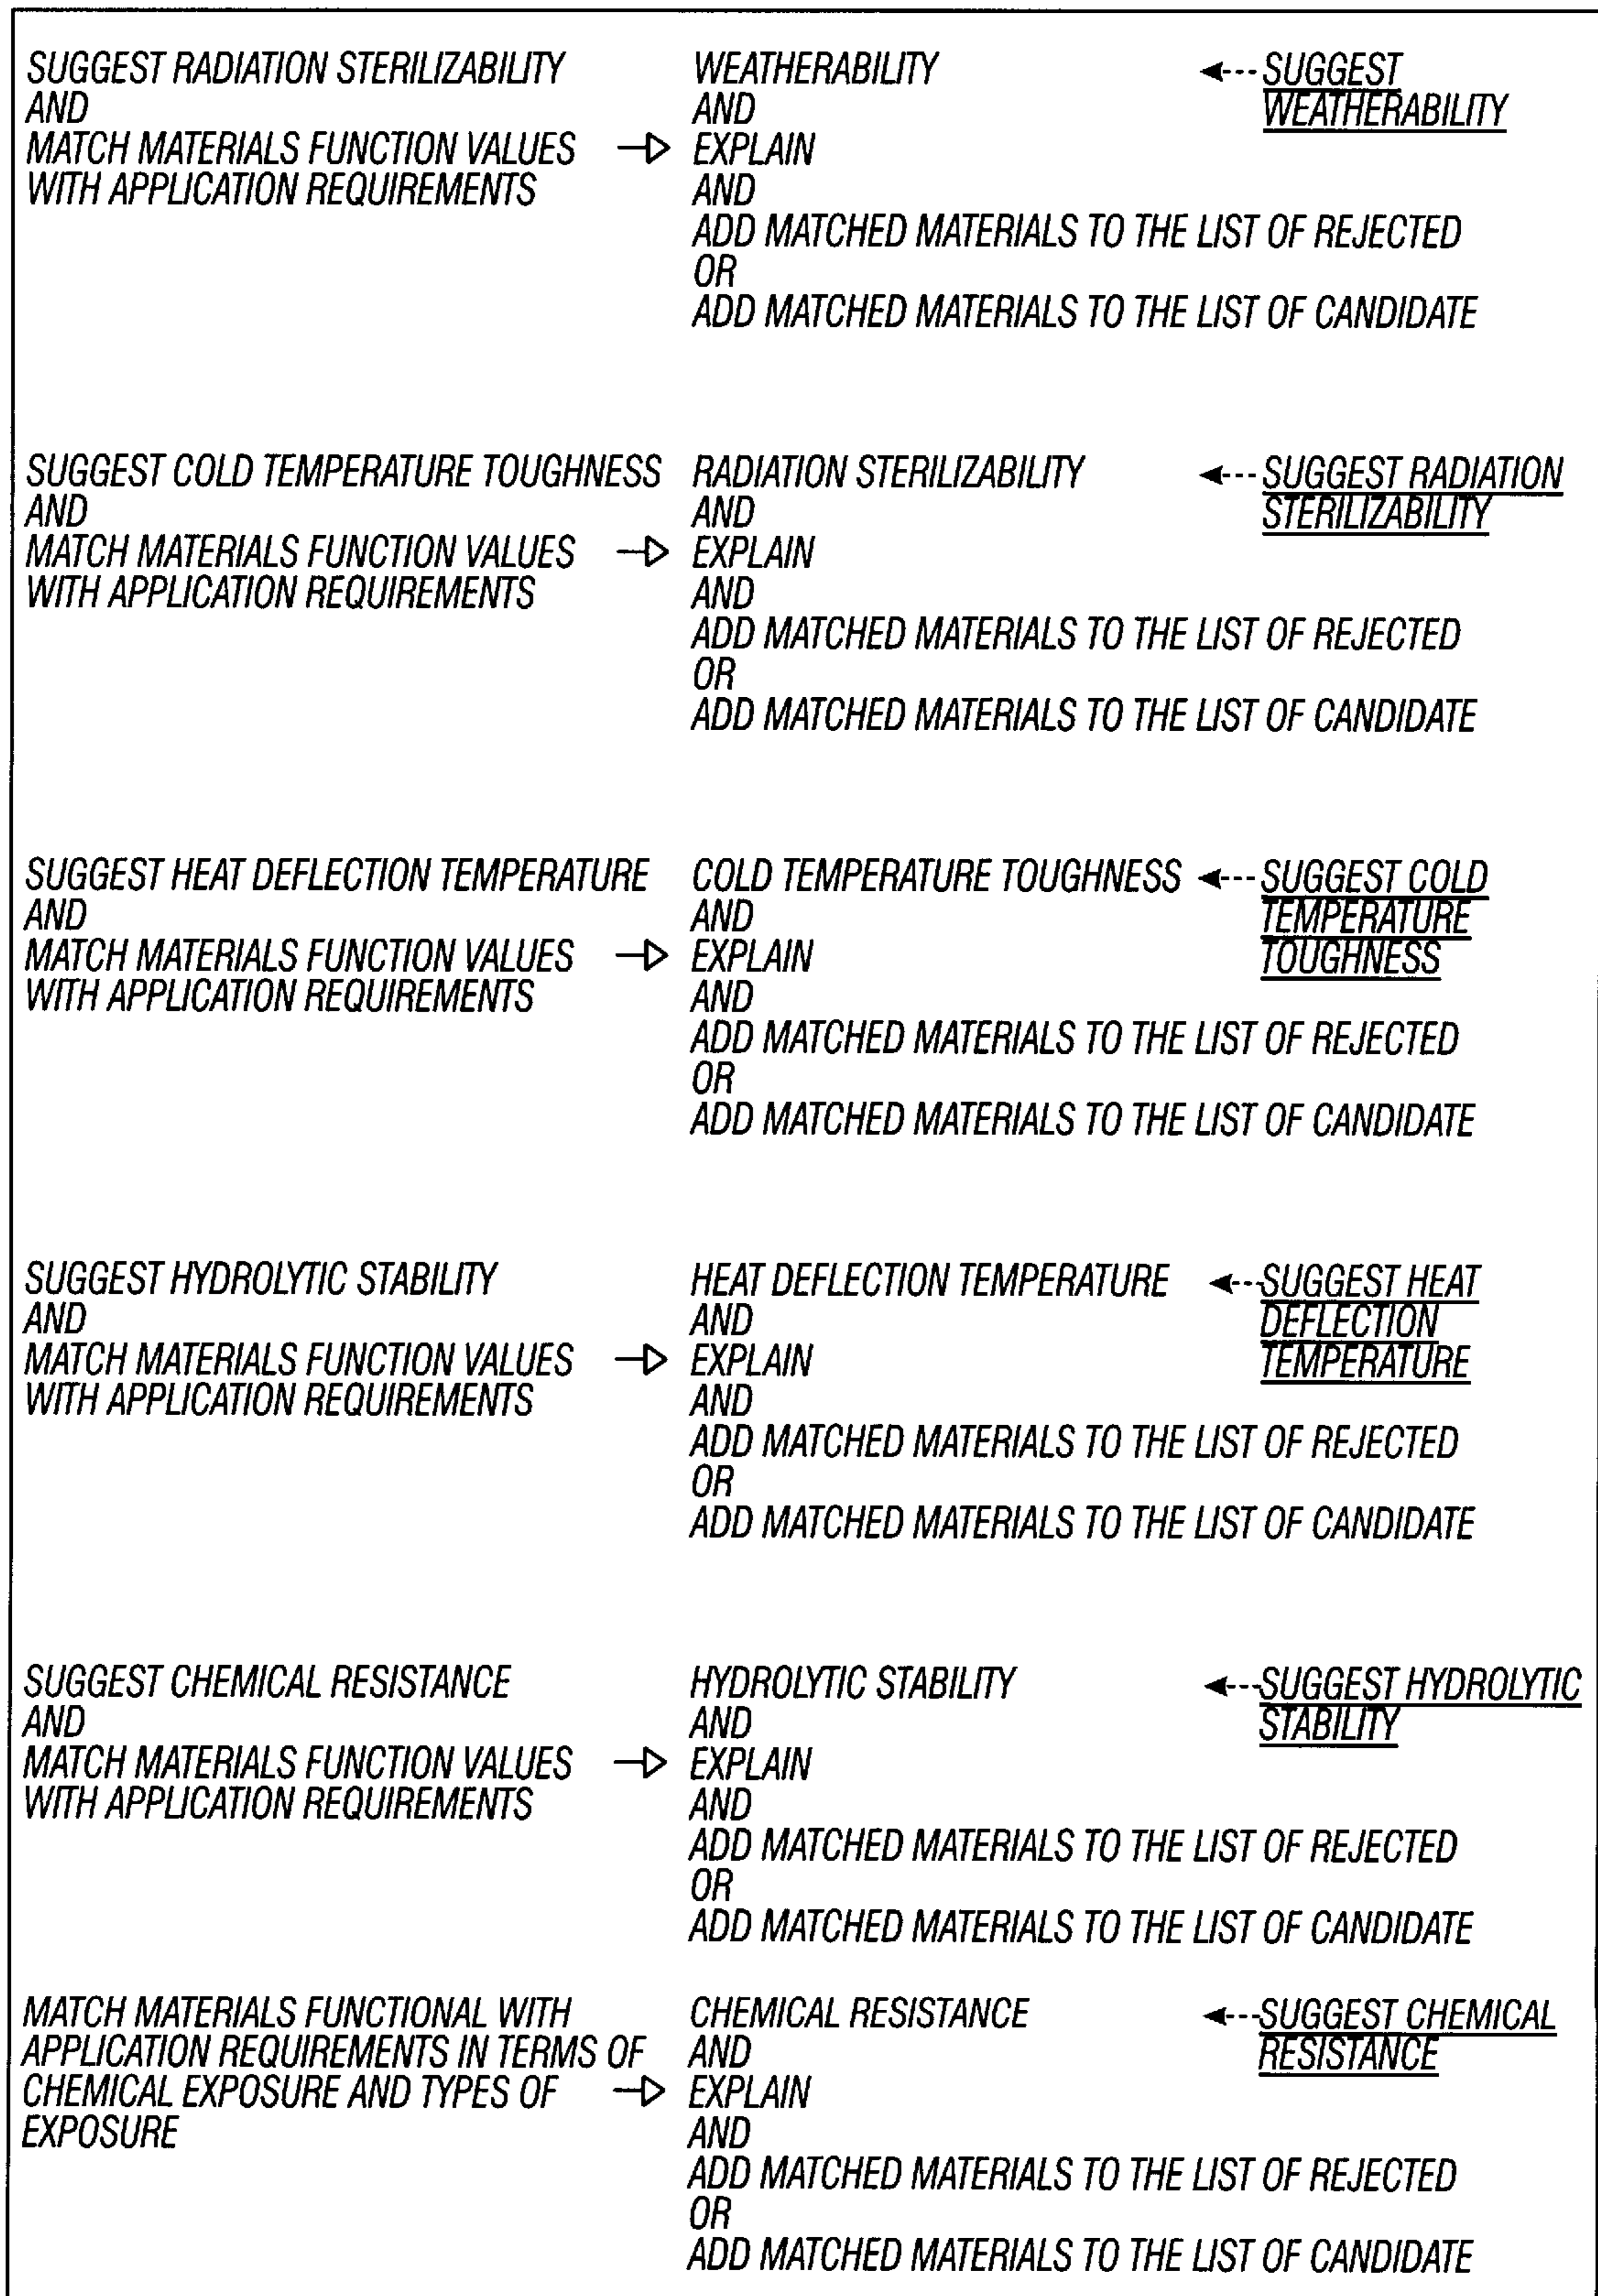 SUGGEST RADIATION STERILIZABILITY
AND
MATCH MATERIALS FUNCTION VALUES
WITH APPLICATION REQUIREMENTS
WEATHERABILITY
AND
EXPLAIN
AND
ADD MATCHED MATERIALS TO THE LIST OF REJECTED
OR
ADD MATCHED MATERIALS TO THE LIST OF CANDIDATE
SUGGEST
WEATHERABILITY
SUGGEST COLD TEMPERATURE TOUGHNESS
AND
MATCH MATERIALS FUNCTION VALUES
WITH APPLICATION REQUIREMENTS
RADIATION STERILIZABILITY
AND
EXPLAIN
AND
ADD MATCHED MATERIALS TO THE LIST OF REJECTED
OR
ADD MATCHED MATERIALS TO THE LIST OF CANDIDATE
SUGGEST RADIATION
STERILIZABILITY
SUGGEST HEAT DEFLECTION TEMPERATURE
AND
MATCH MATERIALS FUNCTION VALUES
WITH APPLICATION REQUIREMENTS
COLD TEMPERATURE TOUGHNESS
AND
EXPLAIN
AND
ADD MATCHED MATERIALS TO THE LIST OF REJECTED
OR
ADD MATCHED MATERIALS TO THE LIST OF CANDIDATE
SUGGEST COLD
TEMPERATURE
TOUGHNESS
SUGGEST HYDROLYTIC STABILITY
AND
MATCH MATERIALS FUNCTION VALUES
WITH APPLICATION REQUIREMENTS
HEAT DEFLECTION TEMPERATURE
AND
EXPLAIN
AND
ADD MATCHED MATERIALS TO THE LIST OF REJECTED
OR
ADD MATCHED MATERIALS TO THE LIST OF CANDIDATE
SUGGEST HEAT
DEFLECTION
TEMPERATURE
SUGGEST CHEMICAL RESISTANCE
AND
MATCH MATERIALS FUNCTION VALUES
WITH APPLICATION REQUIREMENTS
HYDROLYTIC STABILITY
AND
EXPLAIN
AND
ADD MATCHED MATERIALS TO THE LIST OF REJECTED
OR
ADD MATCHED MATERIALS TO THE LIST OF CANDIDATE
SUGGEST HYDROLYTIC
STABILITY
MATCH MATERIALS FUNCTIONAL WITH
APPLICATION REQUIREMENTS IN TERMS OF
CHEMICAL EXPOSURE AND TYPES OF
EXPOSURE
CHEMICAL RESISTANCE
AND
EXPLAIN
AND
ADD MATCHED MATERIALS TO THE LIST OF REJECTED
OR
ADD MATCHED MATERIALS TO THE LIST OF CANDIDATE
SUGGEST CHEMICAL
RESISTANCE